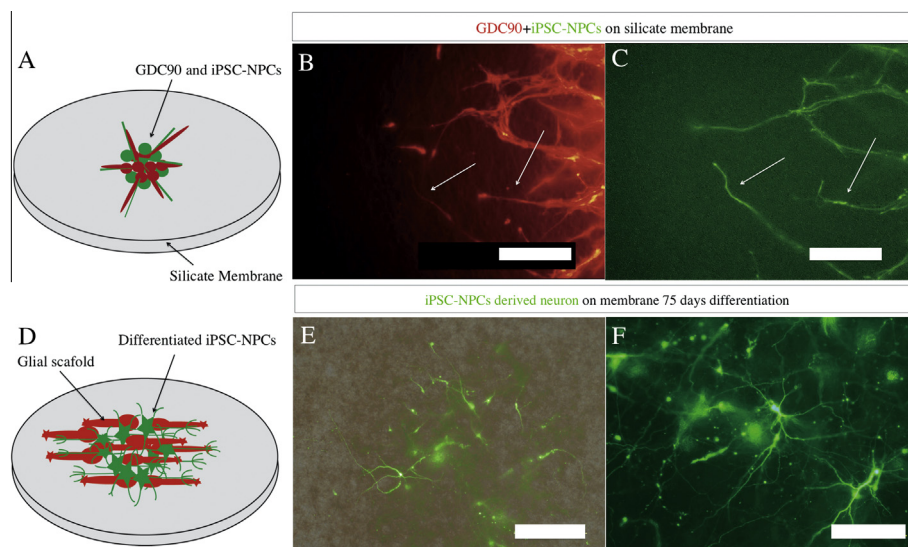 GDC90+iPSC-NPCs on silicate membrane
A
GDC90 and iPSC-NPCs
Silicate Membrane
B
C
iPSC-NPCs derived neuron on membrane 75 days differentiation
D
Glial scafold
Differentiated iPSC-NPCs
E
F